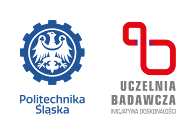 Politechnika
Śląska
UCZELNIA
BADAWCZA
INICJATYWA DOSKONAŁOŚCI